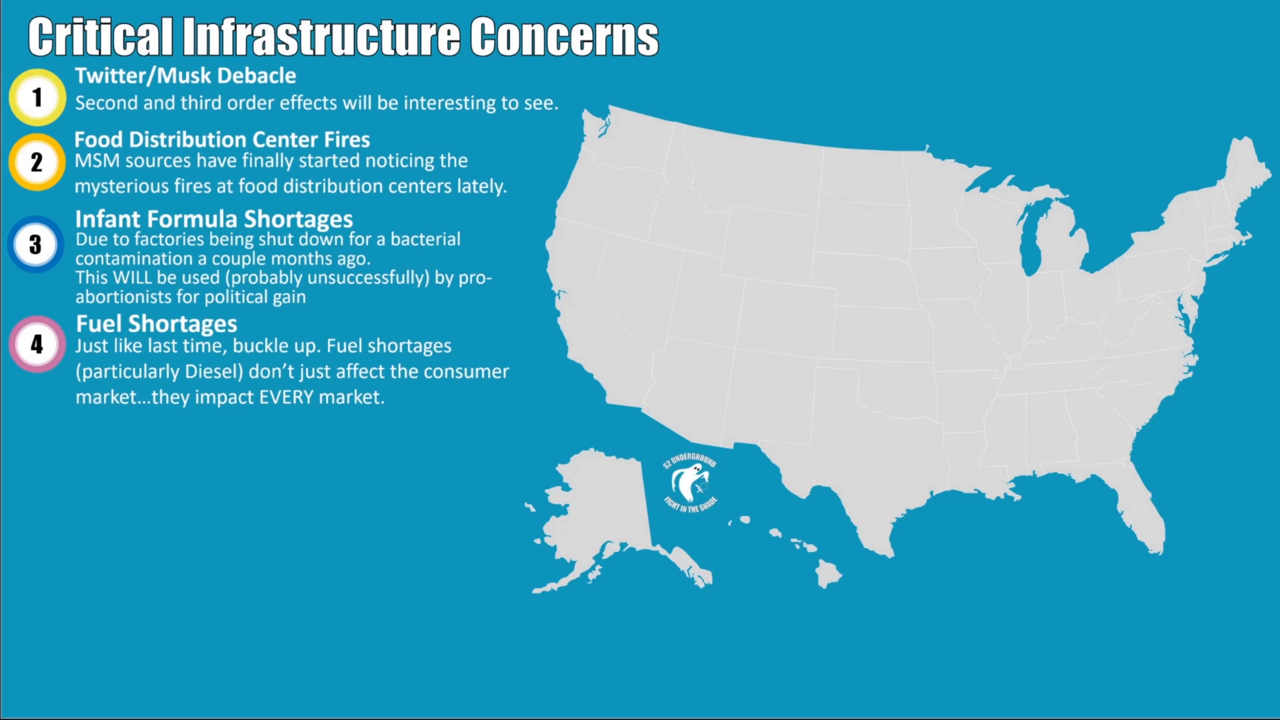 Critical Infrastructure Concerns
1
Twitter/Musk Debacle
Second and third order effects will be interesting to see.
2
Food Distribution Center Fires
MSM sources have finally started noticing the
mysterious fires at food distribution centers lately.
3
Infant Formula Shortages
Due to factories being shut down for a bacterial
contamination a couple months ago.
This WILL be used (probably unsuccessfully) by pro-
abortionists for political gain
4
Fuel Shortages
Just like last time, buckle up. Fuel shortages
(particularly Diesel) don’t just affect the consumer
market...they impact EVERY market.
S2 UNDERGROUND
FIGHT IN THE SHADE